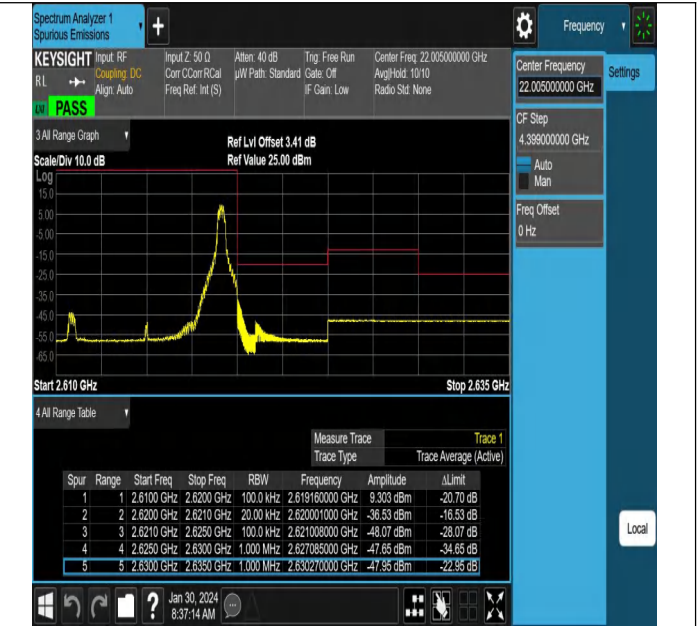 Spectrum Analyzer 1
Spurious Emissions
+
Frequency
KEYSIGHT Input: RF Input Z: 50 Ω Atten: 40 dB Trig: Free Run Center Freq: 22.005000000 GHz
RL Coupling: DC Corr CCorr RCal µW Path: Standard Gate: Off Avg|Hold: 10/10
Align: Auto Freq Ref: Int (S) IF Gain: Low Radio Std: None
PASS
Center Frequency
22.005000000 GHz
Settings
CF Step
4.399000000 GHz
Auto
Man
Freq Offset
0 Hz
3 All Range Graph
Ref Lvl Offset 3.41 dB
Scale/Div 10.0 dB Ref Value 25.00 dBm
Log
15.0
5.00
-5.00
-15.0
-25.0
-35.0
-45.0
-55.0
-65.0
Start 2.610 GHz Stop 2.635 GHz
4 All Range Table
Measure Trace Trace 1
Trace Type Trace Average (Active)
Spur Range Start Freq Stop Freq RBW Frequency Amplitude ΔLimit
1 1 2.6100 GHz 2.6200 GHz 100.0 kHz 2.619160000 GHz 9.303 dBm -20.70 dB
2 2 2.6200 GHz 2.6210 GHz 20.00 kHz 2.620001000 GHz -36.53 dBm -16.53 dB
3 3 2.6210 GHz 2.6250 GHz 100.0 kHz 2.621008000 GHz -48.07 dBm -28.07 dB
4 4 2.6250 GHz 2.6300 GHz 1.000 MHz 2.627085000 GHz -47.65 dBm -34.65 dB
5 5 2.6300 GHz 2.6350 GHz 1.000 MHz 2.630270000 GHz -47.95 dBm -22.95 dB
Local
? Jan 30, 2024
8:37:14 AM